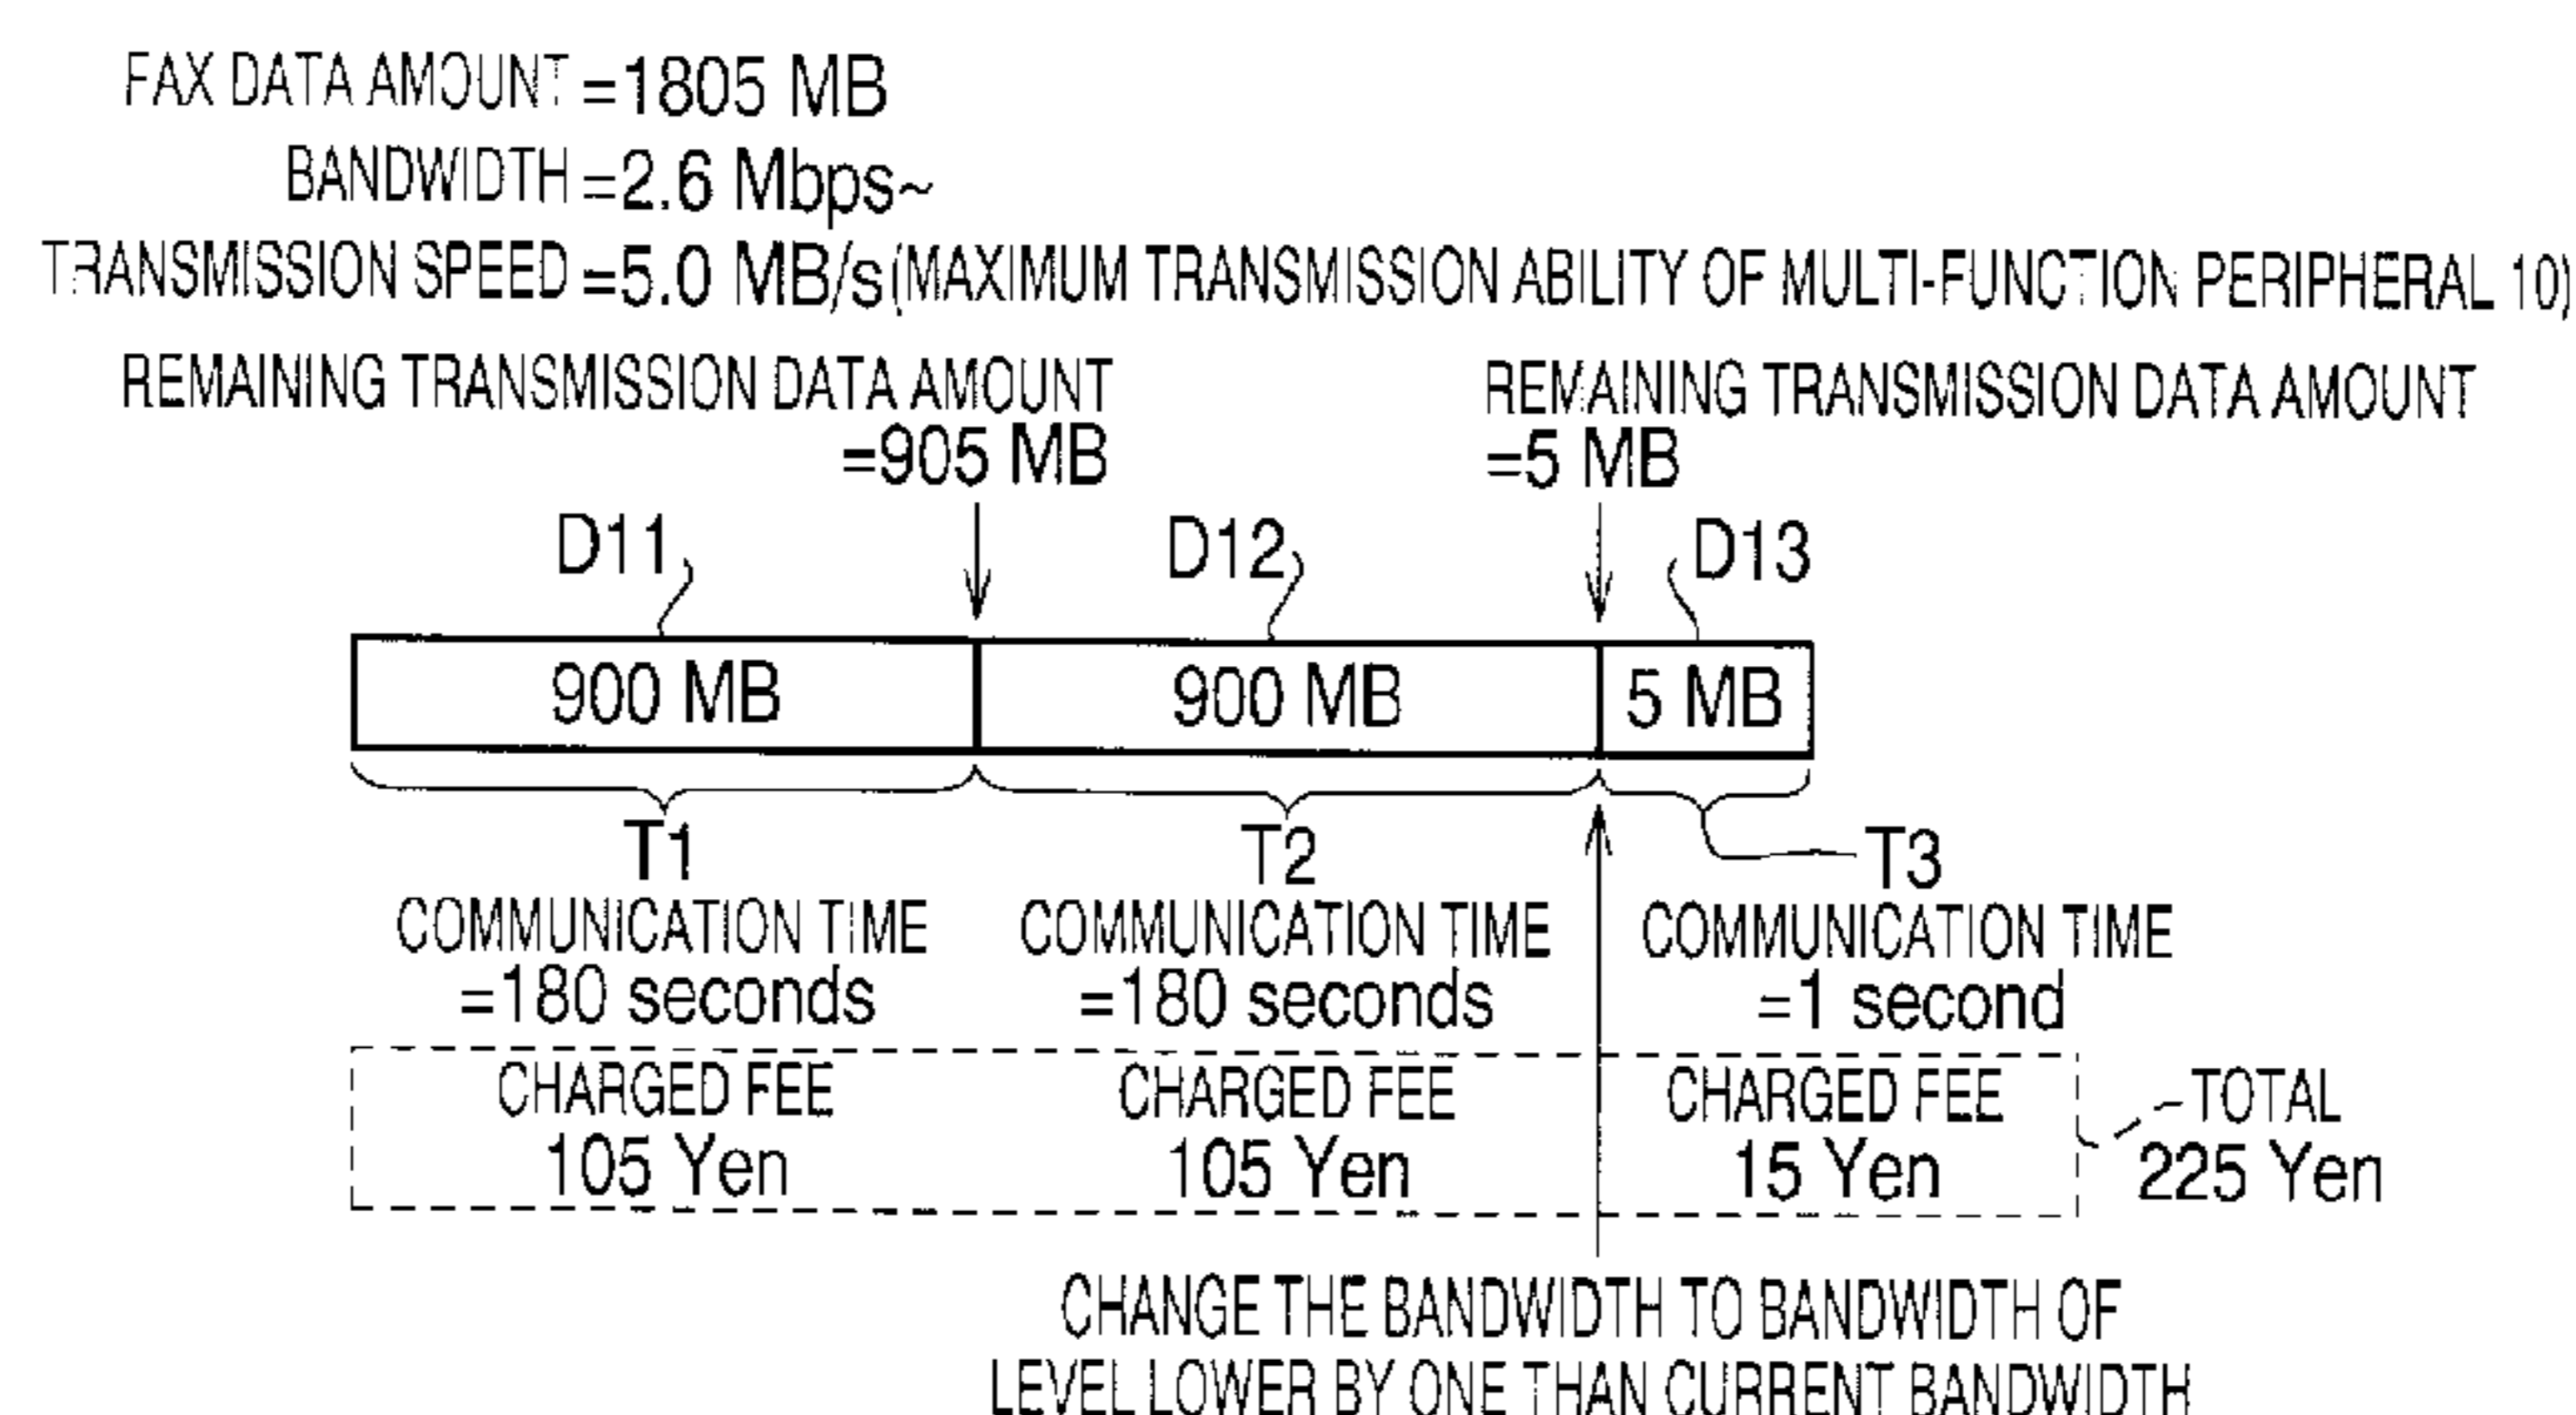 FAX DATA AMOUNT =1805 MB
BANDWIDTH =2.6 Mbps~
TRANSMISSION SPEED =5.0 MB/s(MAXIMUM TRANSMISSION ABILITY OF MULTI-FUNCTION PERIPHERAL 10)
REMAINING TRANSMISSION DATA AMOUNT
=905 MB
REMAINING TRANSMISSION DATA AMOUNT
=5 MB
D11
D12
D13
900 MB
900 MB
5 MB
T1
T2
T3
COMMUNICATION TIME
=180 seconds
COMMUNICATION TIME
=180 seconds
COMMUNICATION TIME
=1 second
CHARGED FEE
105 Yen
CHARGED FEE
105 Yen
CHARGED FEE
15 Yen
TOTAL
225 Yen
CHANGE THE BANDWIDTH TO BANDWIDTH OF
LEVEL LOWER BY ONE THAN CURRENT BANDWIDTH